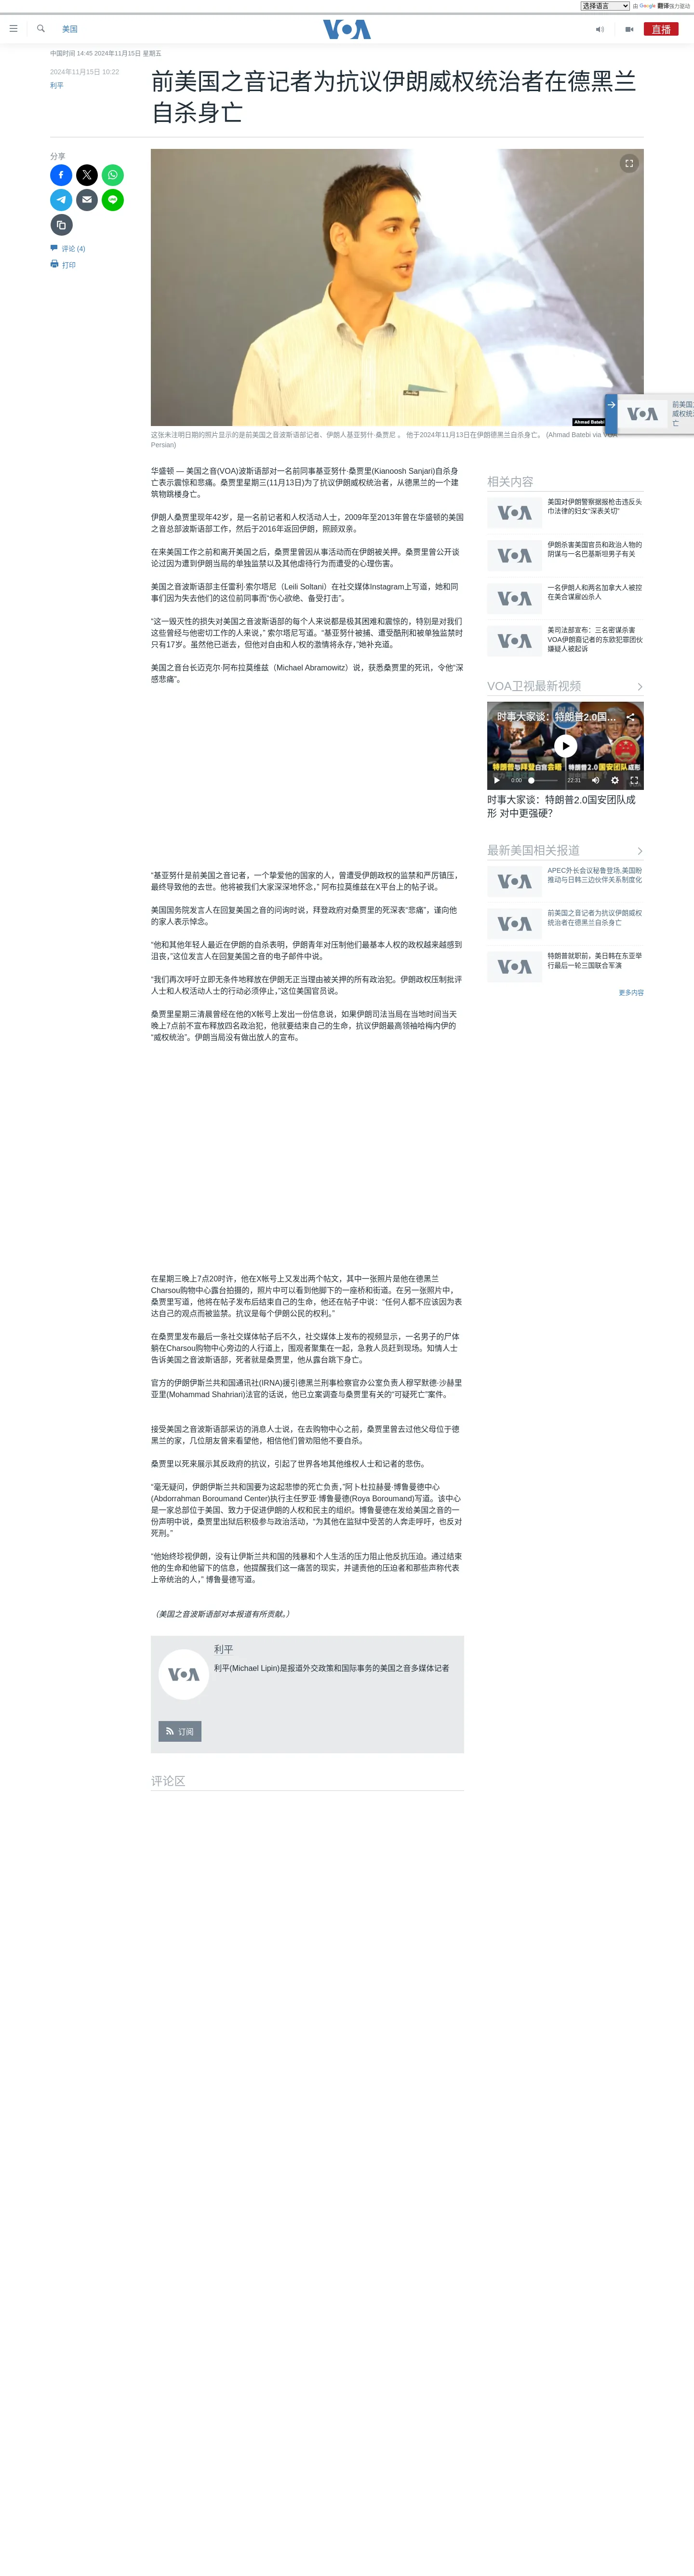 选择语言
由 Google 翻译强力驱动
美国
VOA
直播
中国时间 14:45 2024年11月15日 星期五
2024年11月15日 10:22
利平
前美国之音记者为抗议伊朗威权统治者在德黑兰
自杀身亡
分享
评论 (4)
打印
这张未注明日期的照片显示的是前美国之音波斯语部记者、伊朗人基亚努什·桑贾尼 。 他于2024年11月13日在伊朗德黑兰自杀身亡。 (Ahmad Batebi via VOA
Persian)
华盛顿 — 美国之音(VOA)波斯语部对一名前同事基亚努什·桑贾里(Kianoosh Sanjari)自杀身
亡表示震惊和悲痛。桑贾里星期三(11月13日)为了抗议伊朗威权统治者，从德黑兰的一个建
筑物跳楼身亡。
伊朗人桑贾里现年42岁，是一名前记者和人权活动人士，2009年至2013年曾在华盛顿的美国
之音总部波斯语部工作，然后于2016年返回伊朗，照顾双亲。
在来美国工作之前和离开美国之后，桑贾里曾因从事活动而在伊朗被关押。桑贾里曾公开谈
论过因为遭到伊朗当局的单独监禁以及其他虐待行为而遭受的心理伤害。
美国之音波斯语部主任雷利·索尔塔尼（Leili Soltani）在社交媒体Instagram上写道，她和同
事们因为失去他们的这位前同事而“伤心欲绝、备受打击”。
“这一毁灭性的损失对美国之音波斯语部的每个人来说都是极其困难和震惊的，特别是对我们
这些曾经与他密切工作的人来说，” 索尔塔尼写道。“基亚努什被捕、遭受酷刑和被单独监禁时
只有17岁。虽然他已逝去，但他对自由和人权的激情将永存，”她补充道。
美国之音台长迈克尔·阿布拉莫维兹（Michael Abramowitz）说，获悉桑贾里的死讯，令他“深
感悲痛”。
“基亚努什是前美国之音记者，一个挚爱他的国家的人，曾遭受伊朗政权的监禁和严厉镇压，
最终导致他的去世。他将被我们大家深深地怀念，” 阿布拉莫维兹在X平台上的帖子说。
美国国务院发言人在回复美国之音的问询时说，拜登政府对桑贾里的死深表“悲痛”，谨向他
的家人表示悼念。
“他和其他年轻人最近在伊朗的自杀表明，伊朗青年对压制他们最基本人权的政权越来越感到
沮丧，”这位发言人在回复美国之音的电子邮件中说。
“我们再次呼吁立即无条件地释放在伊朗无正当理由被关押的所有政治犯。伊朗政权压制批评
人士和人权活动人士的行动必须停止，”这位美国官员说。
桑贾里星期三清晨曾经在他的X帐号上发出一份信息说，如果伊朗司法当局在当地时间当天
晚上7点前不宣布释放四名政治犯，他就要结束自己的生命，抗议伊朗最高领袖哈梅内伊的
“威权统治”。伊朗当局没有做出放人的宣布。
在星期三晚上7点20时许，他在X帐号上又发出两个帖文，其中一张照片是他在德黑兰
Charsou购物中心露台拍摄的，照片中可以看到他脚下的一座桥和街道。在另一张照片中，
桑贾里写道，他将在帖子发布后结束自己的生命，他还在帖子中说：“任何人都不应该因为表
达自己的观点而被监禁。抗议是每个伊朗公民的权利。”
在桑贾里发布最后一条社交媒体帖子后不久，社交媒体上发布的视频显示，一名男子的尸体
躺在Charsou购物中心旁边的人行道上，围观者聚集在一起，急救人员赶到现场。知情人士
告诉美国之音波斯语部，死者就是桑贾里，他从露台跳下身亡。
官方的伊朗伊斯兰共和国通讯社(IRNA)援引德黑兰刑事检察官办公室负责人穆罕默德·沙赫里
亚里(Mohammad Shahriari)法官的话说，他已立案调查与桑贾里有关的“可疑死亡”案件。
接受美国之音波斯语部采访的消息人士说，在去购物中心之前，桑贾里曾去过他父母位于德
黑兰的家，几位朋友曾来看望他，相信他们曾劝阻他不要自杀。
桑贾里以死来展示其反政府的抗议，引起了世界各地其他维权人士和记者的悲伤。
“毫无疑问，伊朗伊斯兰共和国要为这起悲惨的死亡负责，”阿卜杜拉赫曼·博鲁曼德中心
(Abdorrahman Boroumand Center)执行主任罗亚·博鲁曼德(Roya Boroumand)写道。该中心
是一家总部位于美国、致力于促进伊朗的人权和民主的组织。博鲁曼德在发给美国之音的一
份声明中说，桑贾里出狱后积极参与政治活动，“为其他在监狱中受苦的人奔走呼吁，也反对
死刑。”
“他始终珍视伊朗，没有让伊斯兰共和国的残暴和个人生活的压力阻止他反抗压迫。通过结束
他的生命和他留下的信息，他提醒我们这一痛苦的现实，并谴责他的压迫者和那些声称代表
上帝统治的人，” 博鲁曼德写道。
（美国之音波斯语部对本报道有所贡献。）
VOA
利平
利平(Michael Lipin)是报道外交政策和国际事务的美国之音多媒体记者
订阅
评论区
Ahmad Batebi
VOA
前美国
威权统
亡
相关内容
VOA
美国对伊朗警察据报枪击违反头
巾法律的妇女“深表关切”
VOA
伊朗杀害美国官员和政治人物的
阴谋与一名巴基斯坦男子有关
VOA
一名伊朗人和两名加拿大人被控
在美合谋雇凶杀人
VOA
美司法部宣布：三名密谋杀害
VOA伊朗裔记者的东欧犯罪团伙
嫌疑人被起诉
VOA卫视最新视频
时事大家谈：特朗普2.0国…
特朗普与拜登白宫会晤
特朗普2.0国安团队成形
0:00
22:31
时事大家谈：特朗普2.0国安团队成
形 对中更强硬？
最新美国相关报道
VOA
APEC外长会议秘鲁登场,美国盼
推动与日韩三边伙伴关系制度化
VOA
前美国之音记者为抗议伊朗威权
统治者在德黑兰自杀身亡
VOA
特朗普就职前，美日韩在东亚举
行最后一轮三国联合军演
更多内容